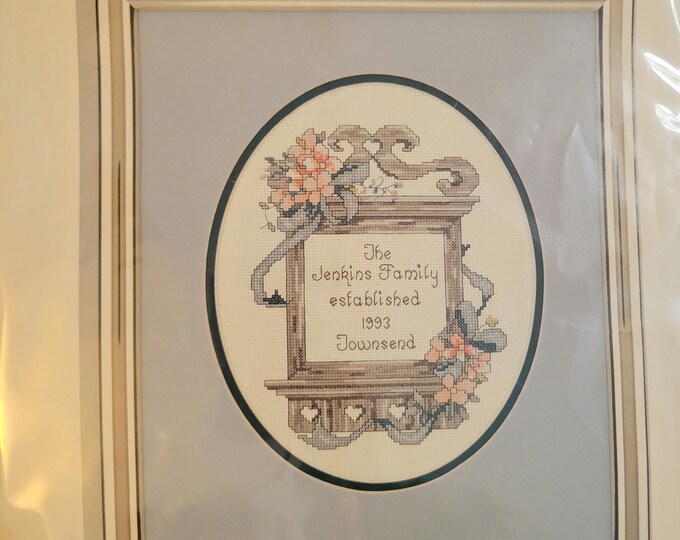 The
Jenkins Family
established
1993
Townsend